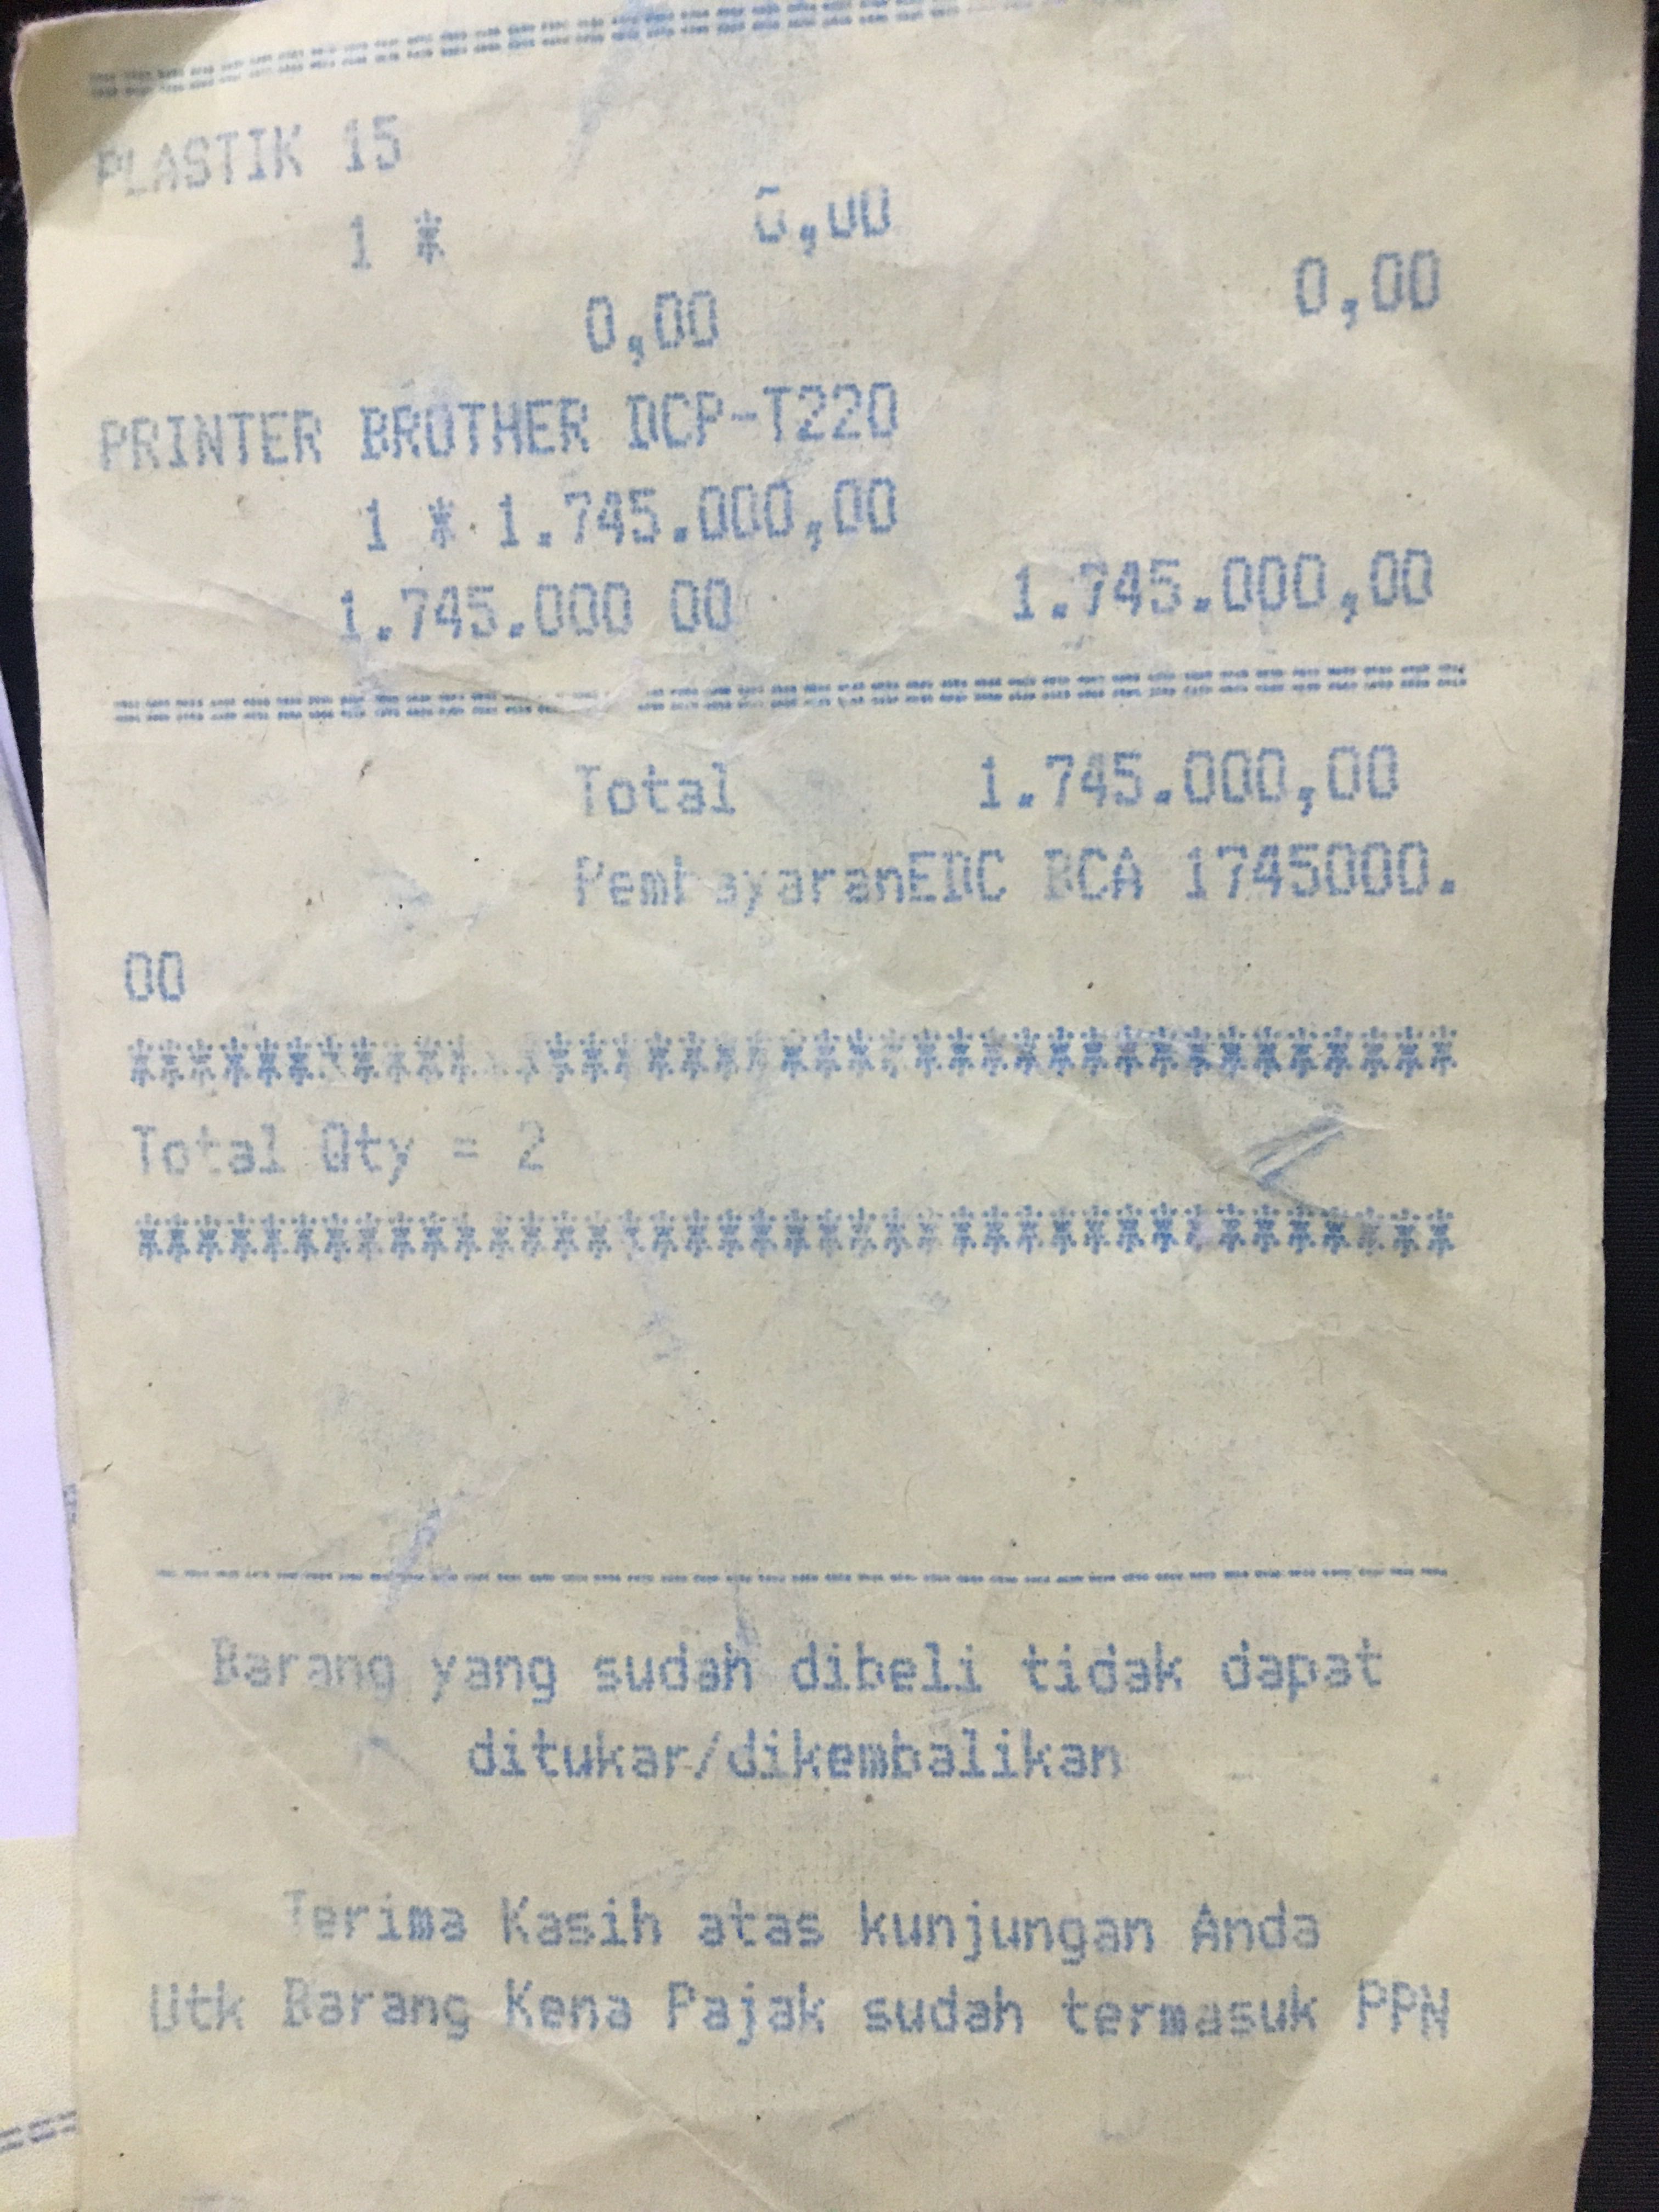 PLASTIK 15
1 * 0,00
0,00 0,00
PRINTER BROTHER DCP-T220
1 * 1.745.000,00
1.745.000 00 1.745.000,00
Total 1.745.000,00
PembayaranEDC BCA 1745000.
00
****************************************
Total Qty = 2
****************************************
Barang yang sudah dibeli tidak dapat
ditukar/dikembalikan
Terima Kasih atas kunjungan Anda
Utk Barang Kena Pajak sudah termasuk PPN